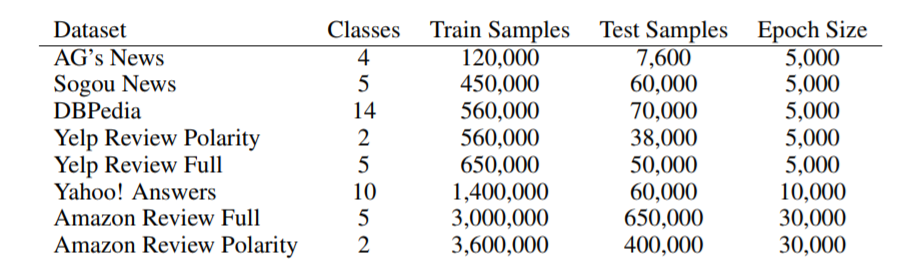 Dataset Classes Train Samples Test Samples Epoch Size
AG's News 4 120,000 7,600 5,000
Sogou News 5 450,000 60,000 5,000
DBPedia 14 560,000 70,000 5,000
Yelp Review Polarity 2 560,000 38,000 5,000
Yelp Review Full 5 650,000 50,000 5,000
Yahoo! Answers 10 1,400,000 60,000 10,000
Amazon Review Full 5 3,000,000 650,000 30,000
Amazon Review Polarity 2 3,600,000 400,000 30,000